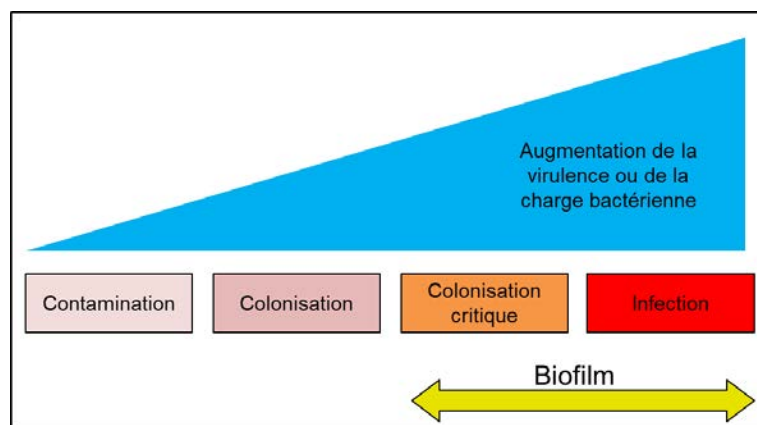 Augmentation de la
virulence ou de la
charge bactérienne
Contamination
Colonisation
Colonisation
critique
Infection
Biofilm